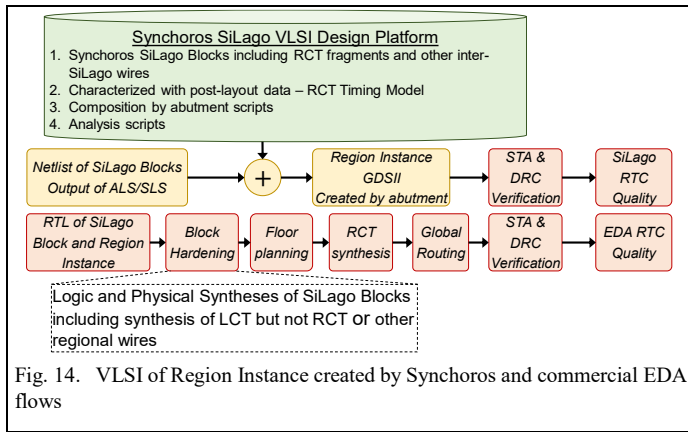 Synchoros SiLago VLSI Design Platform
1. Synchoros SiLago Blocks including RCT fragments and other inter-
SiLago wires
2. Characterized with post-layout data – RCT Timing Model
3. Composition by abutment scripts
4. Analysis scripts
Netlist of SiLago Blocks
Output of ALS/SLS
+
Region Instance
GDSII
Created by abutment
STA &
DRC
Verification
SiLago
RTC
Quality
RTL of SiLago
Block and Region
Instance
Block
Hardening
Floor
planning
RCT
synthesis
Global
Routing
STA &
DRC
Verification
EDA RTC
Quality
Logic and Physical Syntheses of SiLago Blocks
including synthesis of LCT but not RCT or other
regional wires
Fig. 14. VLSI of Region Instance created by Synchoros and commercial EDA
flows